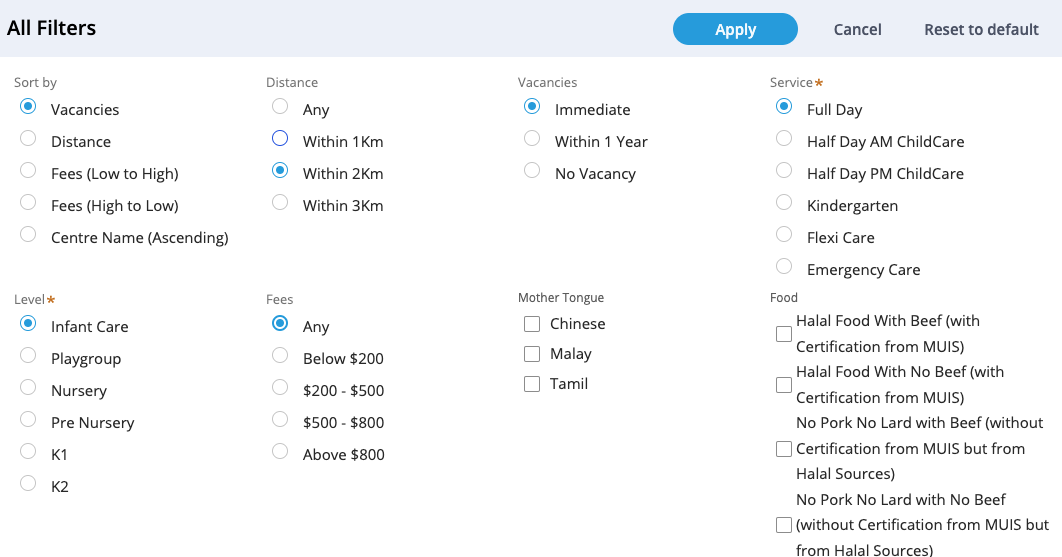 All Filters
Apply
Cancel
Reset to default
Sort by
Vacancies
Distance
Fees (Low to High)
Fees (High to Low)
Centre Name (Ascending)
Distance
Any
Within 1Km
Within 2Km
Within 3Km
Vacancies
Immediate
Within 1 Year
No Vacancy
Service*
Full Day
Half Day AM ChildCare
Half Day PM ChildCare
Kindergarten
Flexi Care
Emergency Care
Level*
Infant Care
Playgroup
Nursery
Pre Nursery
K1
K2
Fees
Any
Below $200
$200 - $500
$500 - $800
Above $800
Mother Tongue
Chinese
Malay
Tamil
Food
Halal Food With Beef (with
Certification from MUIS)
Halal Food With No Beef (with
Certification from MUIS)
No Pork No Lard with Beef (without
Certification from MUIS but from
Halal Sources)
No Pork No Lard with No Beef
(without Certification from MUIS but
from Halal Sources)